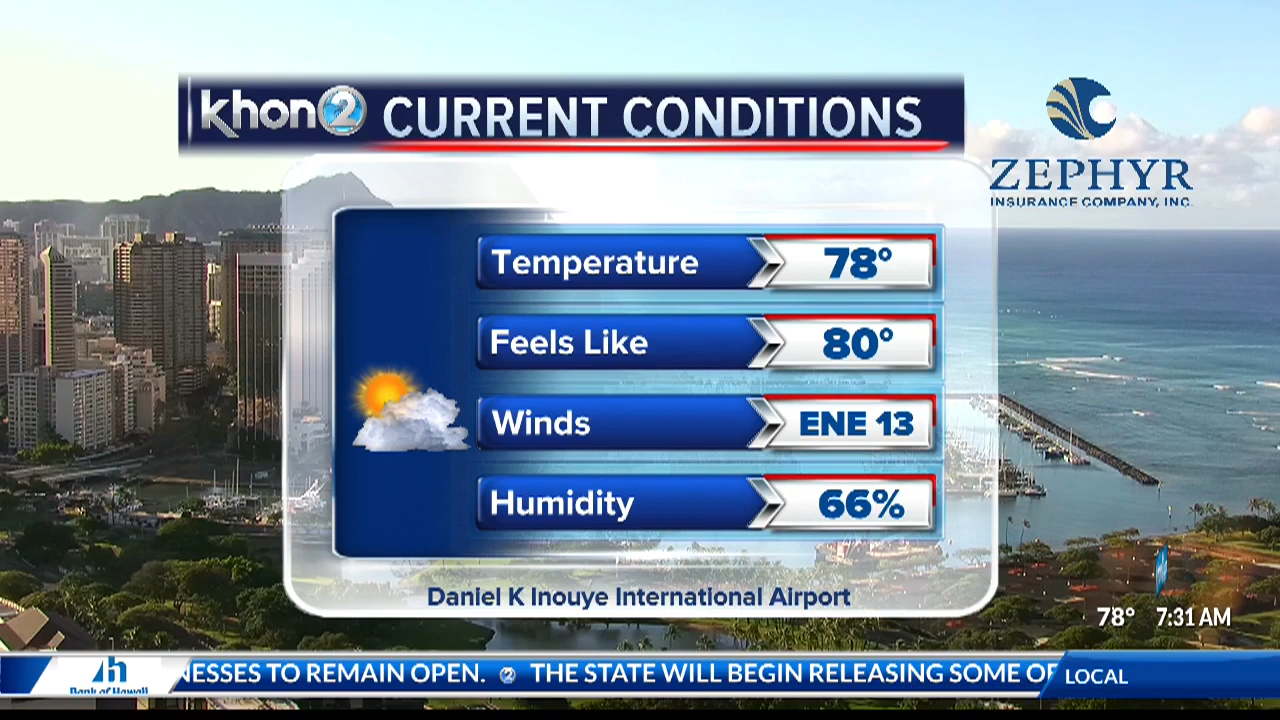 khon2 CURRENT CONDITIONS
ZEPHYR
INSURANCE COMPANY, INC.
Temperature 78°
Feels Like 80°
Winds ENE 13
Humidity 66%
Daniel K Inouye International Airport
78° 7:31 AM
Bank of Hawaii
NESSES TO REMAIN OPEN. 2 THE STATE WILL BEGIN RELEASING SOME OF
LOCAL